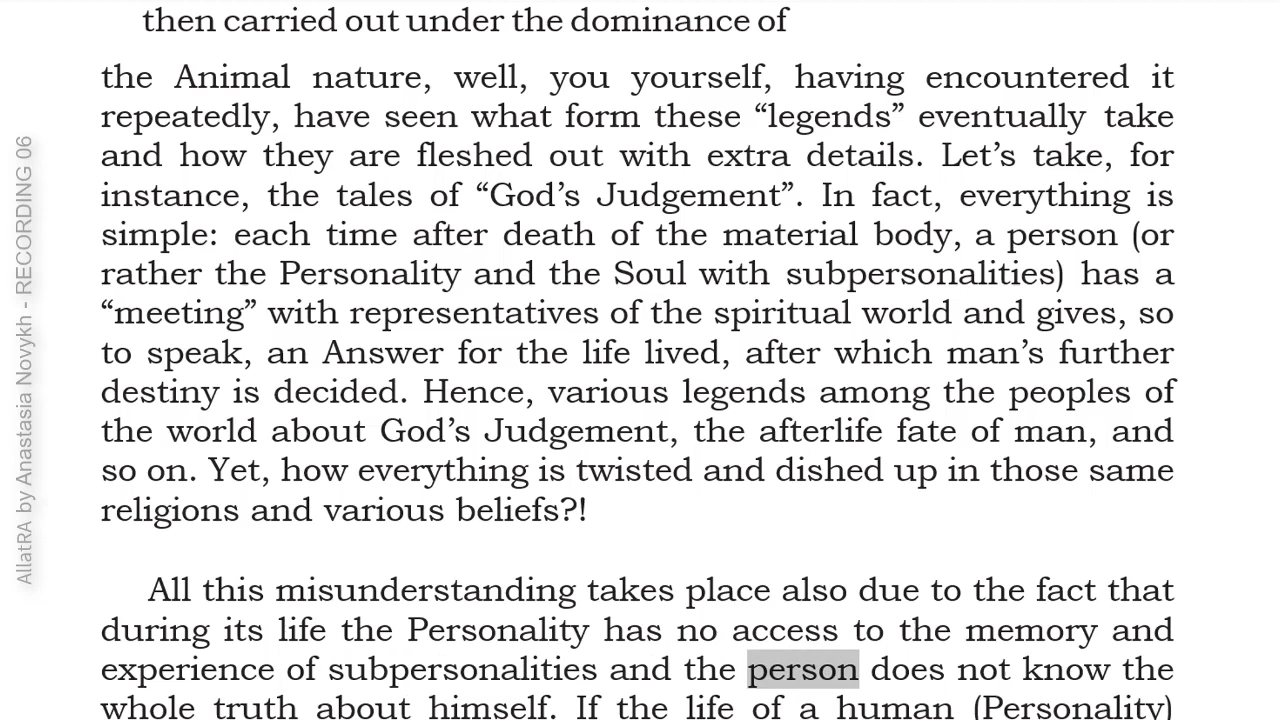 then carried out under the dominance of
the Animal nature, well, you yourself, having encountered it
repeatedly, have seen what form these “legends” eventually take
and how they are fleshed out with extra details. Let’s take, for
instance, the tales of “God’s Judgement”. In fact, everything is
simple: each time after death of the material body, a person (or
rather the Personality and the Soul with subpersonalities) has a
“meeting” with representatives of the spiritual world and gives, so
to speak, an Answer for the life lived, after which man’s further
destiny is decided. Hence, various legends among the peoples of
the world about God’s Judgement, the afterlife fate of man, and
so on. Yet, how everything is twisted and dished up in those same
religions and various beliefs?!
All this misunderstanding takes place also due to the fact that
during its life the Personality has no access to the memory and
experience of subpersonalities and the person does not know the
whole truth about himself. If the life of a human (Personality)
AllatRA by Anastasia Novykh - RECORDING 06